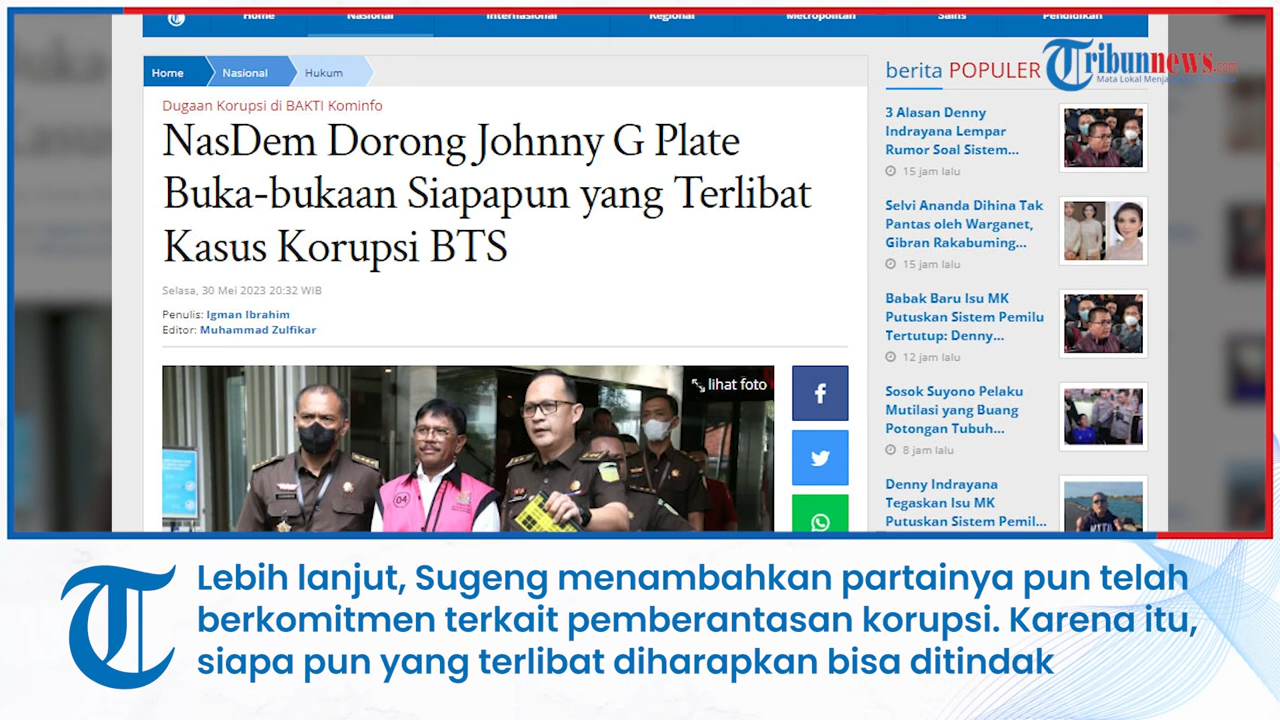 Home Nasional Internasional Regional Metropolitan Sains Pendidikan
Home Nasional Hukum
Dugaan Korupsi di BAKTI Kominfo
NasDem Dorong Johnny G Plate
Buka-bukaan Siapapun yang Terlibat
Kasus Korupsi BTS
Selasa, 30 Mei 2023 20:32 WIB
Penulis: Igman Ibrahim
Editor: Muhammad Zulfikar
lihat foto
04
berita POPULER
Tribunnews.com
Mata Lokal Menja
3 Alasan Denny
Indrayana Lempar
Rumor Soal Sistem...
15 jam lalu
Selvi Ananda Dihina Tak
Pantas oleh Warganet,
Gibran Rakabuming...
15 jam lalu
Babak Baru Isu MK
Putuskan Sistem Pemilu
Tertutup: Denny...
12 jam lalu
Sosok Suyono Pelaku
Mutilasi yang Buang
Potongan Tubuh...
8 jam lalu
Denny Indrayana
Tegaskan Isu MK
Putuskan Sistem Pemil...
Lebih lanjut, Sugeng menambahkan partainya pun telah
berkomitmen terkait pemberantasan korupsi. Karena itu,
siapa pun yang terlibat diharapkan bisa ditindak